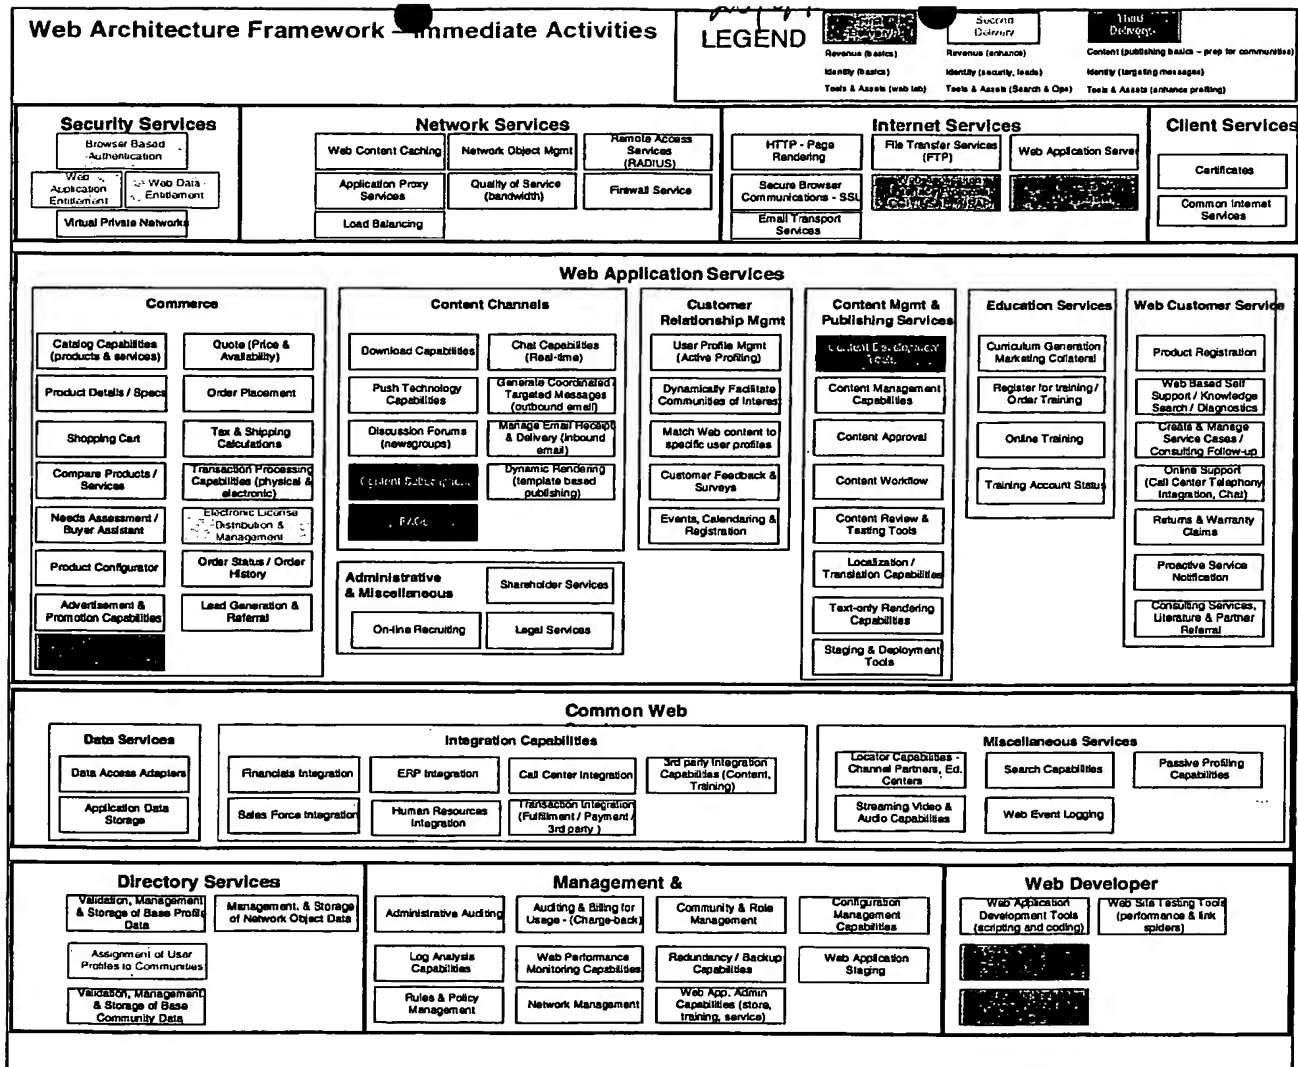 Web Architecture Framework – Immediate Activities
LEGEND
Second
Delivery
Third
Delivery
Revenue (basics)
Revenue (enhance)
Content (publishing basics – prep for communities)
Identity (basics)
Identity (security, leads)
Identity (targeting messages)
Tools & Assets (web lab)
Tools & Assets (Search & Ops)
Tools & Assets (enhance profiling)
Security Services
Browser Based
Authentication
Web
Application
Entitlement
Web Data
Entitlement
Virtual Private Networks
Network Services
Web Content Caching
Network Object Mgmt
Remote Access
Services
(RADIUS)
Application Proxy
Services
Quality of Service
(bandwidth)
Firewall Service
Load Balancing
Internet Services
HTTP - Page
Rendering
File Transfer Services
(FTP)
Web Application Server
Secure Browser
Communications - SSL
Email Transport
Services
Client Services
Certificates
Common Internet
Services
Web Application Services
Commerce
Catalog Capabilities
(products & services)
Quote (Price &
Availability)
Product Details / Specs
Order Placement
Shopping Cart
Tax & Shipping
Calculations
Compare Products /
Services
Transaction Processing
Capabilities (physical &
electronic)
Needs Assessment /
Buyer Assistant
Electronic License
Distribution &
Management
Product Configurator
Order Status / Order
History
Advertisement &
Promotion Capabilities
Lead Generation &
Referral
Content Channels
Download Capabilities
Chat Capabilities
(Real-time)
Push Technology
Capabilities
Generate Coordinated /
Targeted Messages
(outbound email)
Discussion Forums
(newsgroups)
Manage Email Receipt
& Delivery (inbound
email)
Content Subscription
Dynamic Rendering
(template based
publishing)
FAQs
Administrative
& Miscellaneous
Shareholder Services
On-line Recruiting
Legal Services
Customer
Relationship Mgmt
User Profile Mgmt
(Active Profiling)
Dynamically Facilitate
Communities of Interest
Match Web content to
specific user profiles
Customer Feedback &
Surveys
Events, Calendaring &
Registration
Content Mgmt &
Publishing Services
Content Development
Tools
Content Management
Capabilities
Content Approval
Content Workflow
Content Review &
Testing Tools
Localization /
Translation Capabilities
Text-only Rendering
Capabilities
Staging & Deployment
Tools
Education Services
Curriculum Generation
Marketing Collateral
Register for training /
Order Training
Online Training
Training Account Status
Web Customer Service
Product Registration
Web Based Self
Support / Knowledge
Search / Diagnostics
Create & Manage
Service Cases /
Consulting Follow-up
Online Support
(Call Center Telephony
Integration, Chat)
Returns & Warranty
Claims
Proactive Service
Notification
Consulting Services,
Literature & Partner
Referral
Common Web
Data Services
Data Access Adapters
Application Data
Storage
Integration Capabilities
Financials Integration
ERP Integration
Call Center Integration
3rd party Integration
Capabilities (Content,
Training)
Sales Force Integration
Human Resources
Integration
Transaction Integration
(Fulfillment / Payment /
3rd party )
Miscellaneous Services
Locator Capabilities -
Channel Partners, Ed.
Centers
Search Capabilities
Passive Profiling
Capabilities
Streaming Video &
Audio Capabilities
Web Event Logging
Directory Services
Validation, Management
& Storage of Base Profile
Data
Management, & Storage
of Network Object Data
Assignment of User
Profiles to Communities
Validation, Management
& Storage of Base
Community Data
Management &
Administrative Auditing
Auditing & Billing for
Usage - (Charge-back)
Community & Role
Management
Configuration
Management
Capabilities
Log Analysis
Capabilities
Web Performance
Monitoring Capabilities
Redundancy / Backup
Capabilities
Web Application
Staging
Rules & Policy
Management
Network Management
Web App. Admin
Capabilities (store,
training, service)
Web Developer
Web Application
Development Tools
(scripting and coding)
Web Site Testing Tools
(performance & link
spiders)